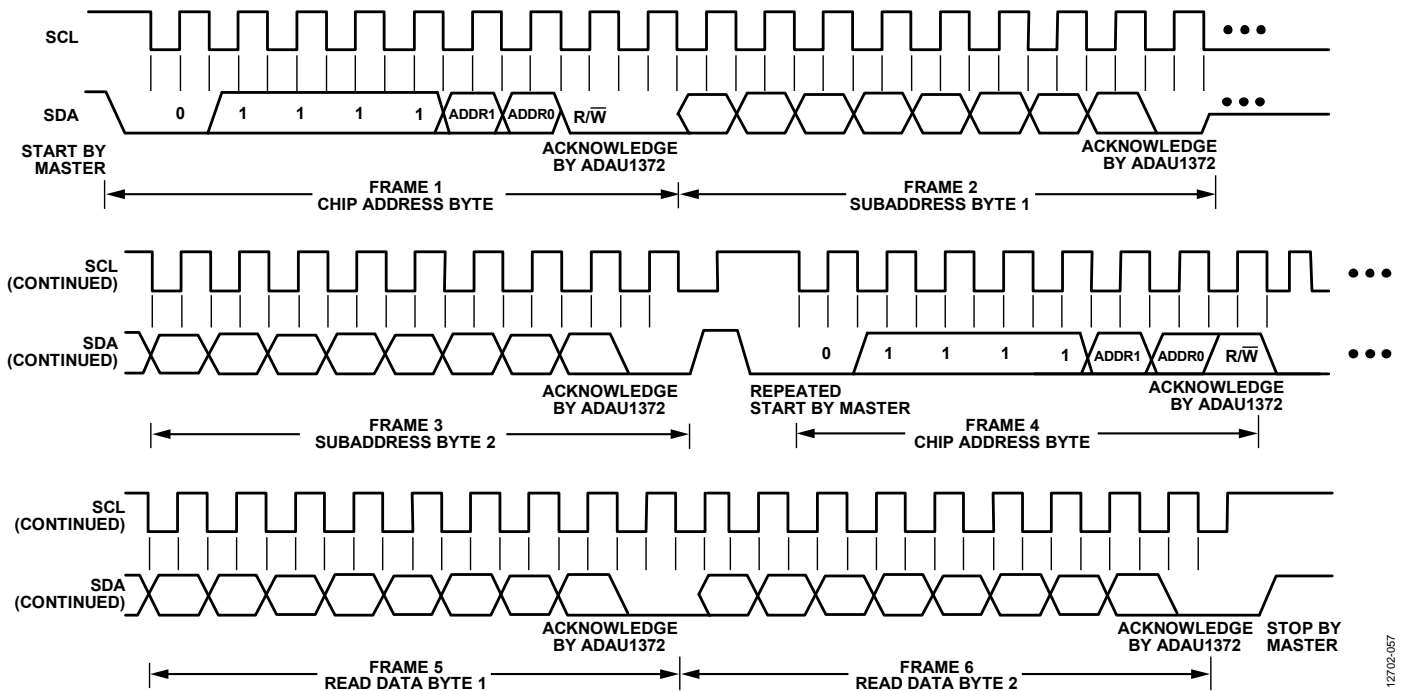 SCL
SDA
0 1 1 1 1 ADDR1 ADDR0 R/W̅
START BY
MASTER
ACKNOWLEDGE
BY ADAU1372
ACKNOWLEDGE
BY ADAU1372
FRAME 1
CHIP ADDRESS BYTE
FRAME 2
SUBADDRESS BYTE 1
SCL
(CONTINUED)
SDA
(CONTINUED)
0 1 1 1 1 ADDR1 ADDR0 R/W̅
ACKNOWLEDGE
BY ADAU1372
REPEATED
START BY MASTER
ACKNOWLEDGE
BY ADAU1372
FRAME 3
SUBADDRESS BYTE 2
FRAME 4
CHIP ADDRESS BYTE
SCL
(CONTINUED)
SDA
(CONTINUED)
ACKNOWLEDGE
BY ADAU1372
ACKNOWLEDGE
BY ADAU1372
STOP BY
MASTER
FRAME 5
READ DATA BYTE 1
FRAME 6
READ DATA BYTE 2
12702-057